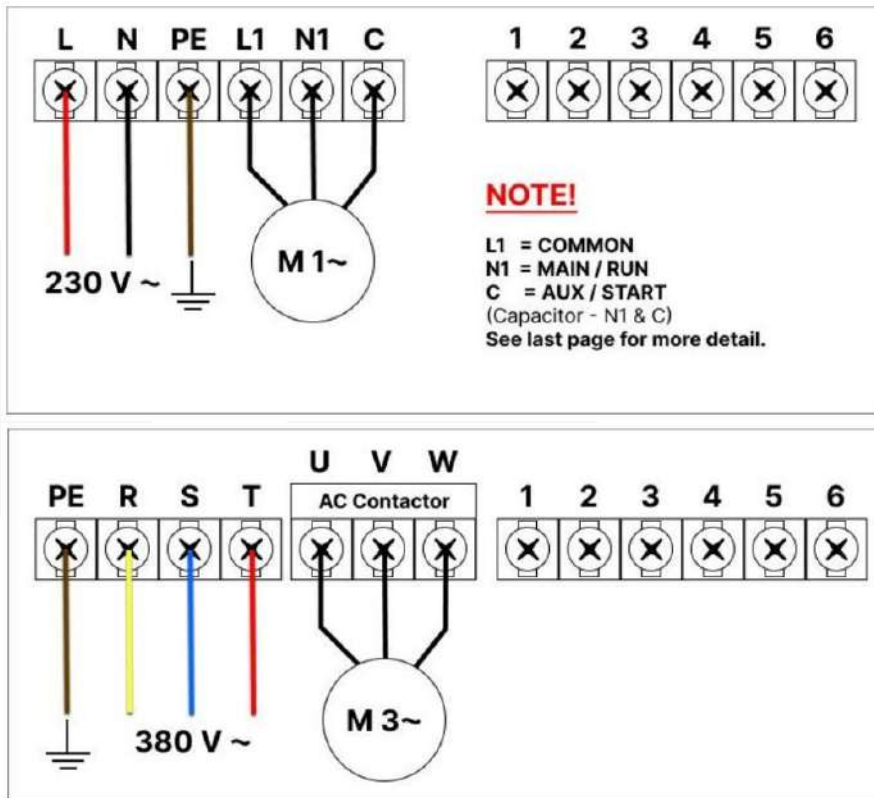 L N PE L1 N1 C
1 2 3 4 5 6
NOTE!
L1 = COMMON
N1 = MAIN / RUN
C = AUX / START
(Capacitor - N1 & C)
See last page for more detail.
M 1~
230 V ~
U V W
PE R S T
AC Contactor
1 2 3 4 5 6
M 3~
380 V ~